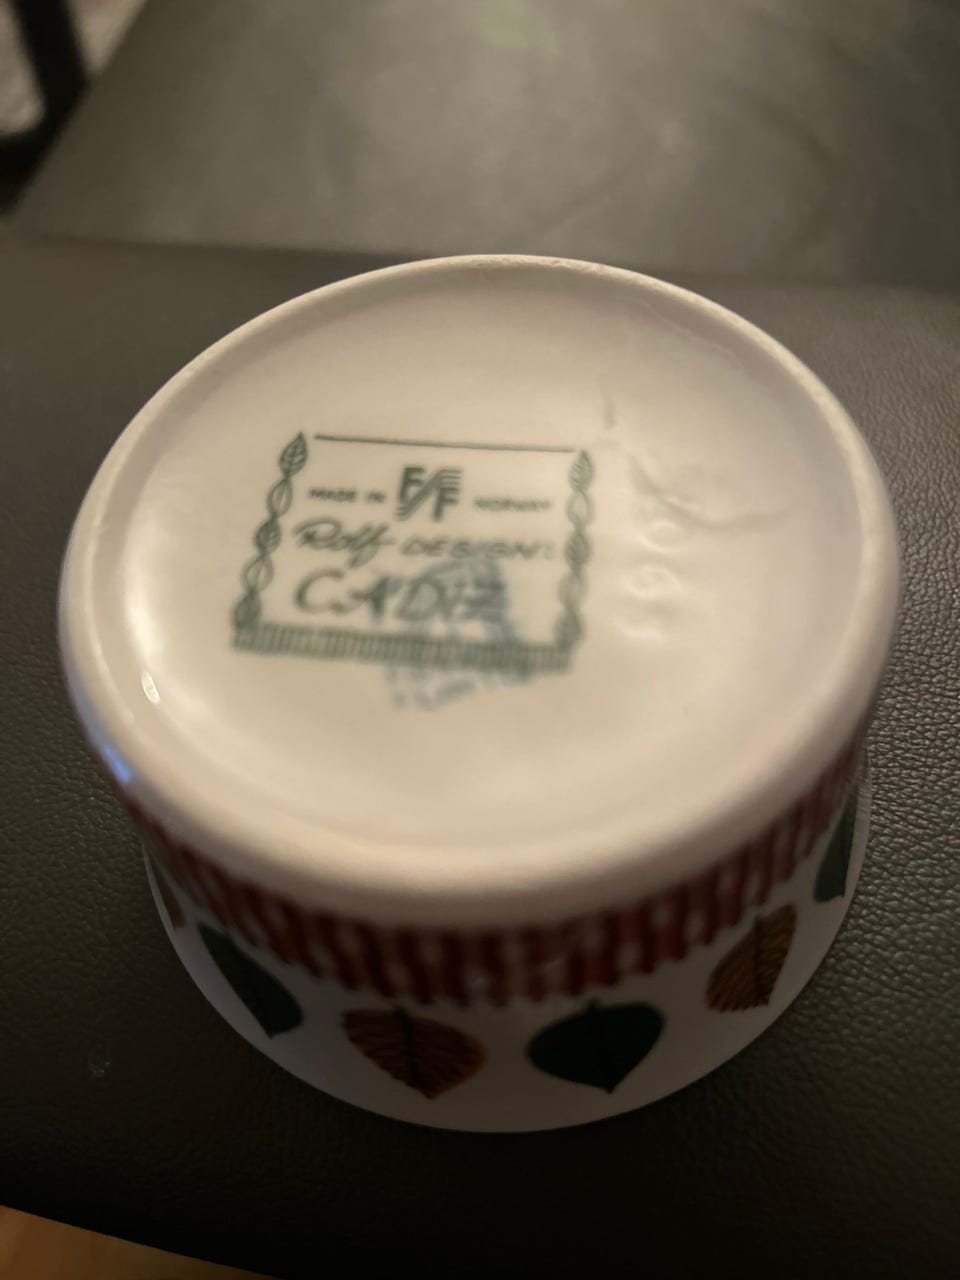 MADE IN F/F NORWAY
Rolf DESIGN:
CADiZ